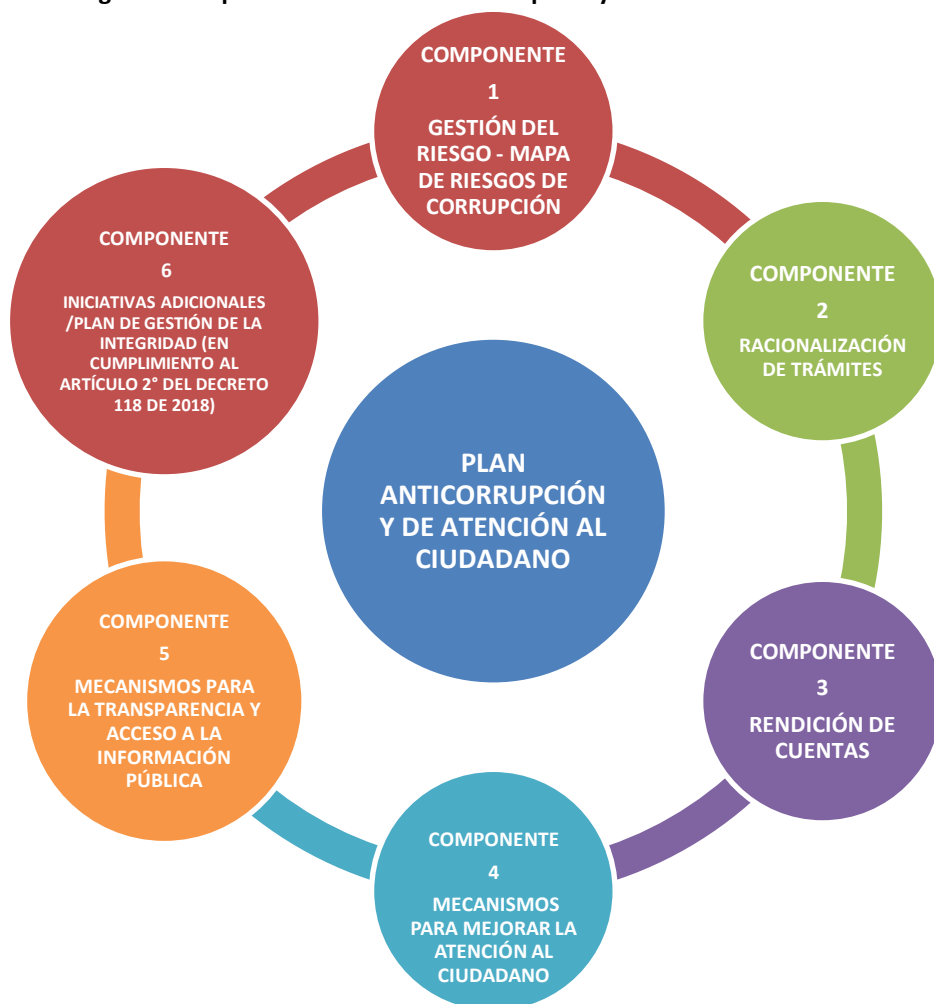 COMPONENTE
1
GESTIÓN DEL
RIESGO - MAPA
DE RIESGOS DE
CORRUPCIÓN
COMPONENTE
2
RACIONALIZACIÓN
DE TRÁMITES
COMPONENTE
3
RENDICIÓN DE
CUENTAS
COMPONENTE
4
MECANISMOS
PARA MEJORAR LA
ATENCIÓN AL
CIUDADANO
COMPONENTE
5
MECANISMOS PARA
LA TRANSPARENCIA Y
ACCESO A LA
INFORMACIÓN
PÚBLICA
COMPONENTE
6
INICIATIVAS ADICIONALES
/PLAN DE GESTIÓN DE LA
INTEGRIDAD (EN
CUMPLIMIENTO AL
ARTÍCULO 2° DEL DECRETO
118 DE 2018)
PLAN
ANTICORRUPCIÓN
Y DE ATENCIÓN AL
CIUDADANO